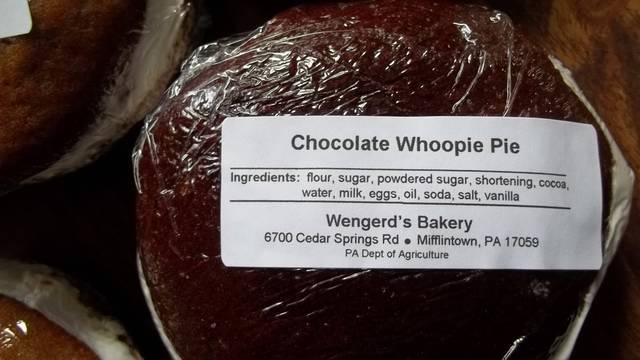 Chocolate Whoopie Pie
Ingredients: flour, sugar, powdered sugar, shortening, cocoa,
water, milk, eggs, oil, soda, salt, vanilla
Wengerd's Bakery
6700 Cedar Springs Rd ● Mifflintown, PA 17059
PA Dept of Agriculture